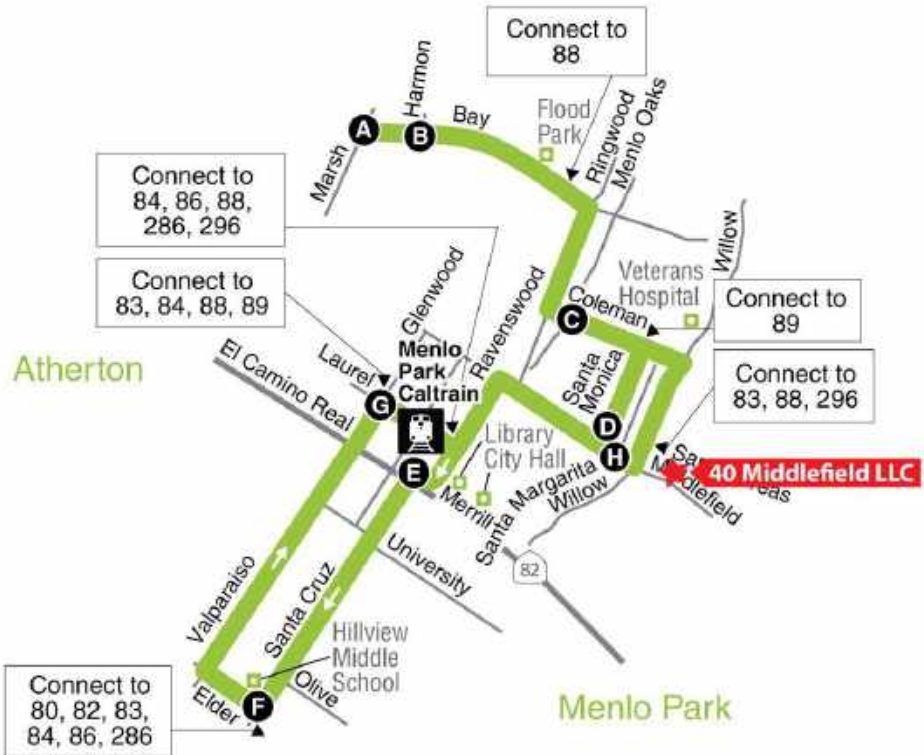 Connect to
88
Harmon
Bay
Flood
Park
Ringwood
Menlo Oaks
A
B
Marsh
Connect to
84, 86, 88,
286, 296
Willow
Veterans
Hospital
Connect to
83, 84, 88, 89
Glenwood
Ravenswood
C
Coleman
Connect to
89
Atherton
Laurel
El Camino Real
Menlo
Park
Caltrain
Santa
Monica
Connect to
83, 88, 296
G
D
E
Library
City Hall
H
40 Middlefield LLC
Middlefield
Santa Margarita
Willow
Merrill
82
University
Valparaiso
Santa Cruz
Hillview
Middle
School
Olive
Elder
F
Connect to
80, 82, 83,
84, 86, 286
Menlo Park